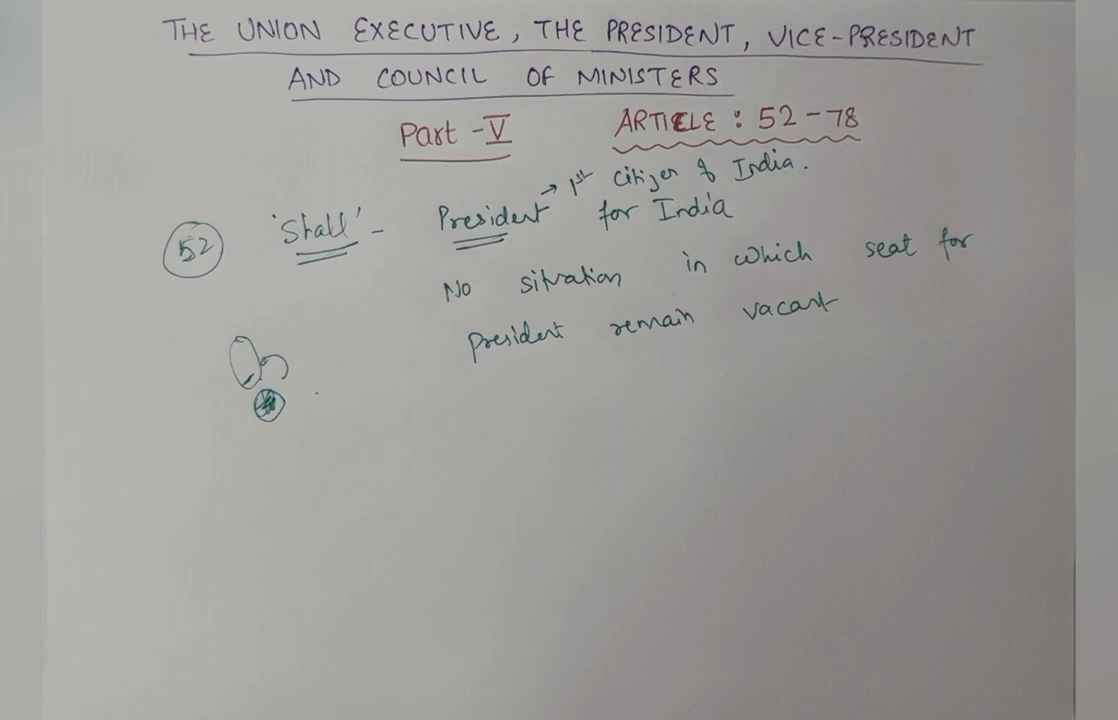 THE UNION EXECUTIVE, THE PRESIDENT, VICE-PRESIDENT
AND COUNCIL OF MINISTERS
Part -V ARTICLE : 52-78
→ 1st citizen of India.
52 'Shall' - President for India
No situation in which seat for
president remain vacant